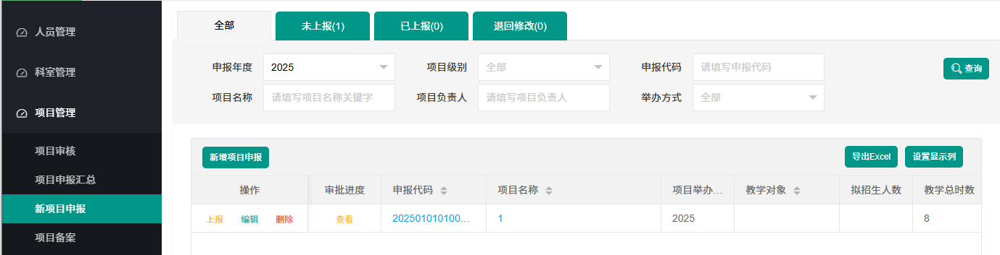 人员管理
科室管理
项目管理
项目审核
项目申报汇总
新项目申报
项目备案
全部 未上报(1) 已上报(0) 退回修改(0)
申报年度 2025 项目级别 全部 申报代码 请填写申报代码 查询
项目名称 请填写项目名称关键字 项目负责人 请填写项目负责人 举办方式 全部
新增项目申报 导出Excel 设置显示列
操作 审批进度 申报代码 项目名称 项目举办... 教学对象 拟招生人数 教学总时数
上报 编辑 删除 查看 202501010100... 1 2025 8